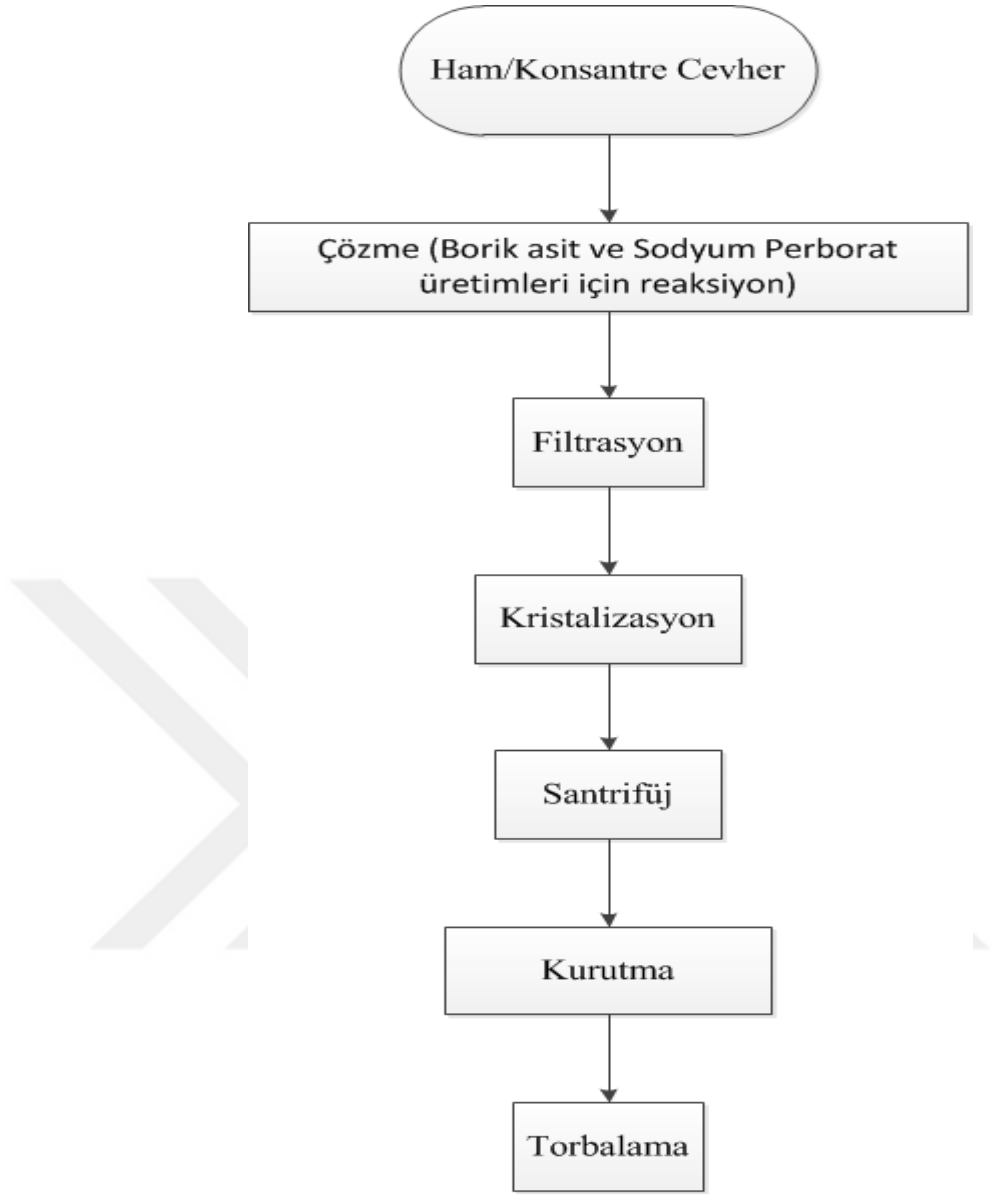 Ham/Konsantre Cevher
Çözme (Borik asit ve Sodyum Perborat
üretimleri için reaksiyon)
Filtrasyon
Kristalizasyon
Santrifüj
Kurutma
Torbalama